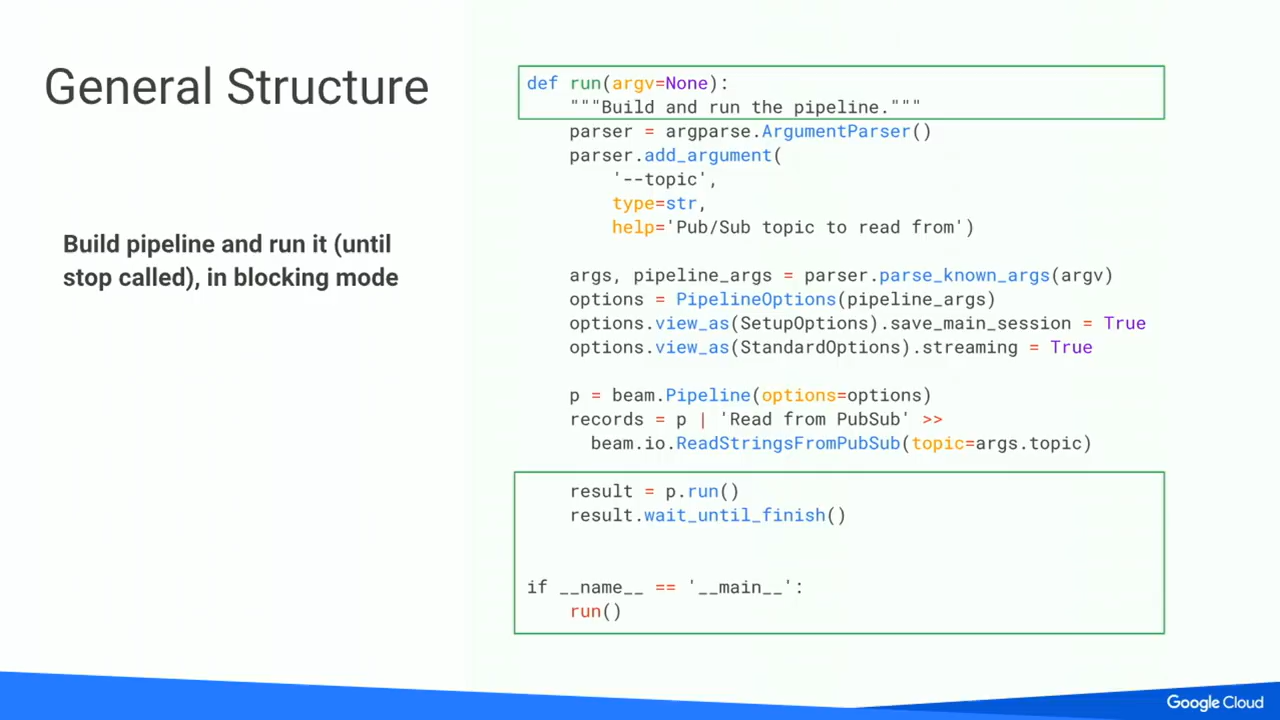 General Structure
Build pipeline and run it (until
stop called), in blocking mode
def run(argv=None):
    """Build and run the pipeline."""
    parser = argparse.ArgumentParser()
    parser.add_argument(
        '--topic',
        type=str,
        help='Pub/Sub topic to read from')
    args, pipeline_args = parser.parse_known_args(argv)
    options = PipelineOptions(pipeline_args)
    options.view_as(SetupOptions).save_main_session = True
    options.view_as(StandardOptions).streaming = True
    p = beam.Pipeline(options=options)
    records = p | 'Read from PubSub' >>
      beam.io.ReadStringsFromPubSub(topic=args.topic)
    result = p.run()
    result.wait_until_finish()
if __name__ == '__main__':
    run()
Google Cloud